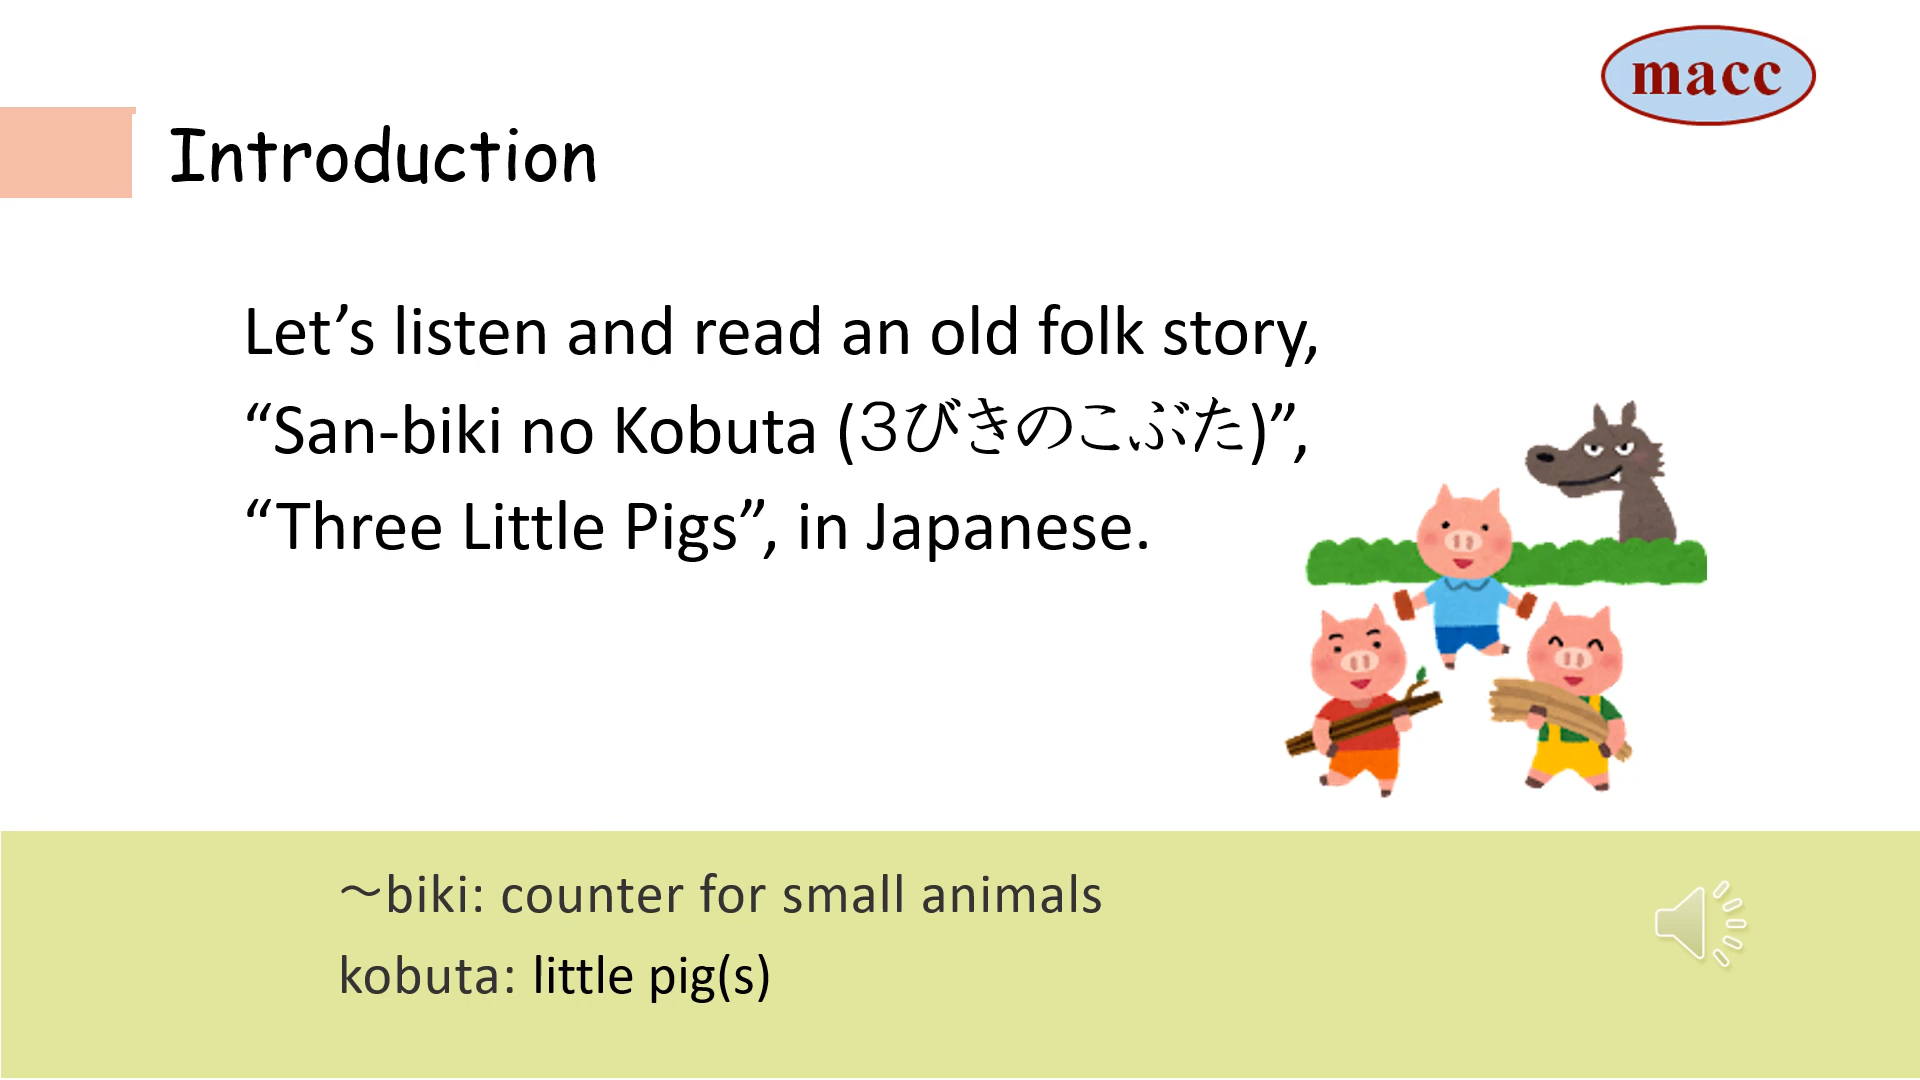 macc
Introduction
Let’s listen and read an old folk story,
“San-biki no Kobuta (３びきのこぶた)”,
“Three Little Pigs”, in Japanese.
～biki: counter for small animals
kobuta: little pig(s)